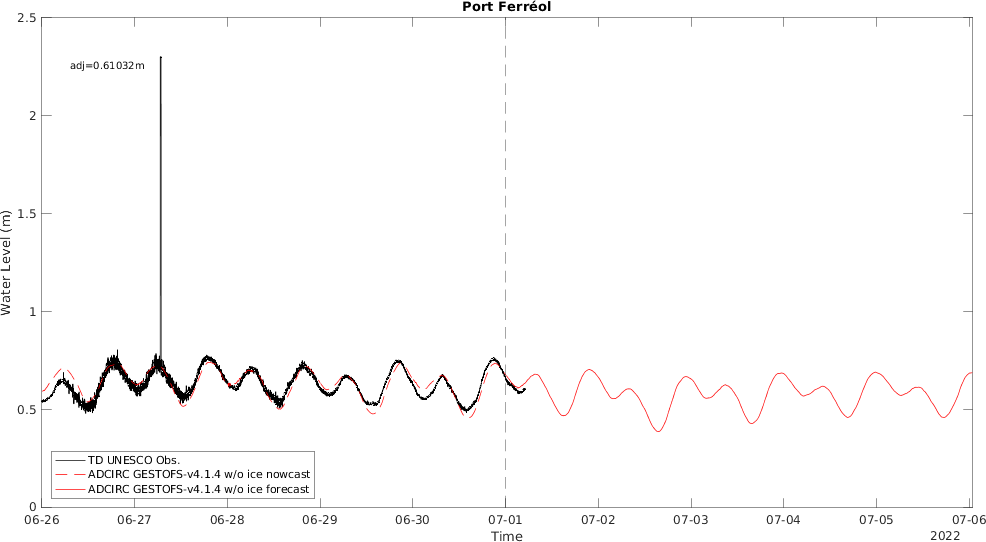 Port Ferréol
2.5
adj=0.61032m
2
1.5
Water Level (m)
1
0.5
TD UNESCO Obs.
ADCIRC GESTOFS-v4.1.4 w/o ice nowcast
ADCIRC GESTOFS-v4.1.4 w/o ice forecast
0
06-26 06-27 06-28 06-29 06-30 07-01 07-02 07-03 07-04 07-05 07-06
Time
2022